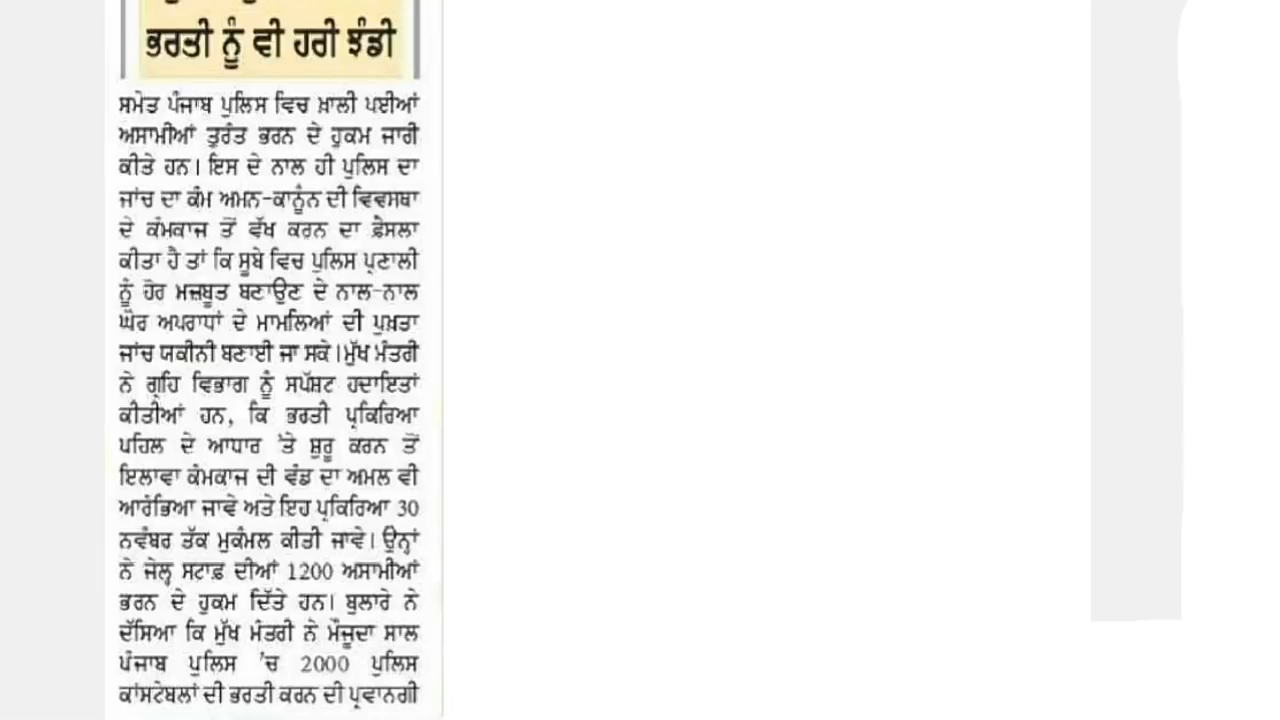 ਭਰਤੀ ਨੂੰ ਵੀ ਹਰੀ ਝੰਡੀ
ਸਮੇਤ ਪੰਜਾਬ ਪੁਲਿਸ ਵਿਚ ਖ਼ਾਲੀ ਪਈਆਂ
ਅਸਾਮੀਆਂ ਤੁਰੰਤ ਭਰਨ ਦੇ ਹੁਕਮ ਜਾਰੀ
ਕੀਤੇ ਹਨ। ਇਸ ਦੇ ਨਾਲ ਹੀ ਪੁਲਿਸ ਦਾ
ਜਾਂਚ ਦਾ ਕੰਮ ਅਮਨ-ਕਾਨੂੰਨ ਦੀ ਵਿਵਸਥਾ
ਦੇ ਕੰਮਕਾਜ ਤੋਂ ਵੱਖ ਕਰਨ ਦਾ ਫ਼ੈਸਲਾ
ਕੀਤਾ ਹੈ ਤਾਂ ਕਿ ਸੂਬੇ ਵਿਚ ਪੁਲਿਸ ਪ੍ਰਣਾਲੀ
ਨੂੰ ਹੋਰ ਮਜ਼ਬੂਤ ਬਣਾਉਣ ਦੇ ਨਾਲ-ਨਾਲ
ਘੋਰ ਅਪਰਾਧਾਂ ਦੇ ਮਾਮਲਿਆਂ ਦੀ ਪੁਖ਼ਤਾ
ਜਾਂਚ ਯਕੀਨੀ ਬਣਾਈ ਜਾ ਸਕੇ। ਮੁੱਖ ਮੰਤਰੀ
ਨੇ ਗ੍ਰਹਿ ਵਿਭਾਗ ਨੂੰ ਸਪੱਸ਼ਟ ਹਦਾਇਤਾਂ
ਕੀਤੀਆਂ ਹਨ, ਕਿ ਭਰਤੀ ਪ੍ਰਕਿਰਿਆ
ਪਹਿਲ ਦੇ ਆਧਾਰ 'ਤੇ ਸ਼ੁਰੂ ਕਰਨ ਤੋਂ
ਇਲਾਵਾ ਕੰਮਕਾਜ ਦੀ ਵੰਡ ਦਾ ਅਮਲ ਵੀ
ਆਰੰਭਿਆ ਜਾਵੇ ਅਤੇ ਇਹ ਪ੍ਰਕਿਰਿਆ 30
ਨਵੰਬਰ ਤੱਕ ਮੁਕੰਮਲ ਕੀਤੀ ਜਾਵੇ। ਉਨ੍ਹਾਂ
ਨੇ ਜੇਲ੍ਹ ਸਟਾਫ਼ ਦੀਆਂ 1200 ਅਸਾਮੀਆਂ
ਭਰਨ ਦੇ ਹੁਕਮ ਦਿੱਤੇ ਹਨ। ਬੁਲਾਰੇ ਨੇ
ਦੱਸਿਆ ਕਿ ਮੁੱਖ ਮੰਤਰੀ ਨੇ ਮੌਜੂਦਾ ਸਾਲ
ਪੰਜਾਬ ਪੁਲਿਸ 'ਚ 2000 ਪੁਲਿਸ
ਕਾਂਸਟੇਬਲਾਂ ਦੀ ਭਰਤੀ ਕਰਨ ਦੀ ਪ੍ਰਵਾਨਗੀ